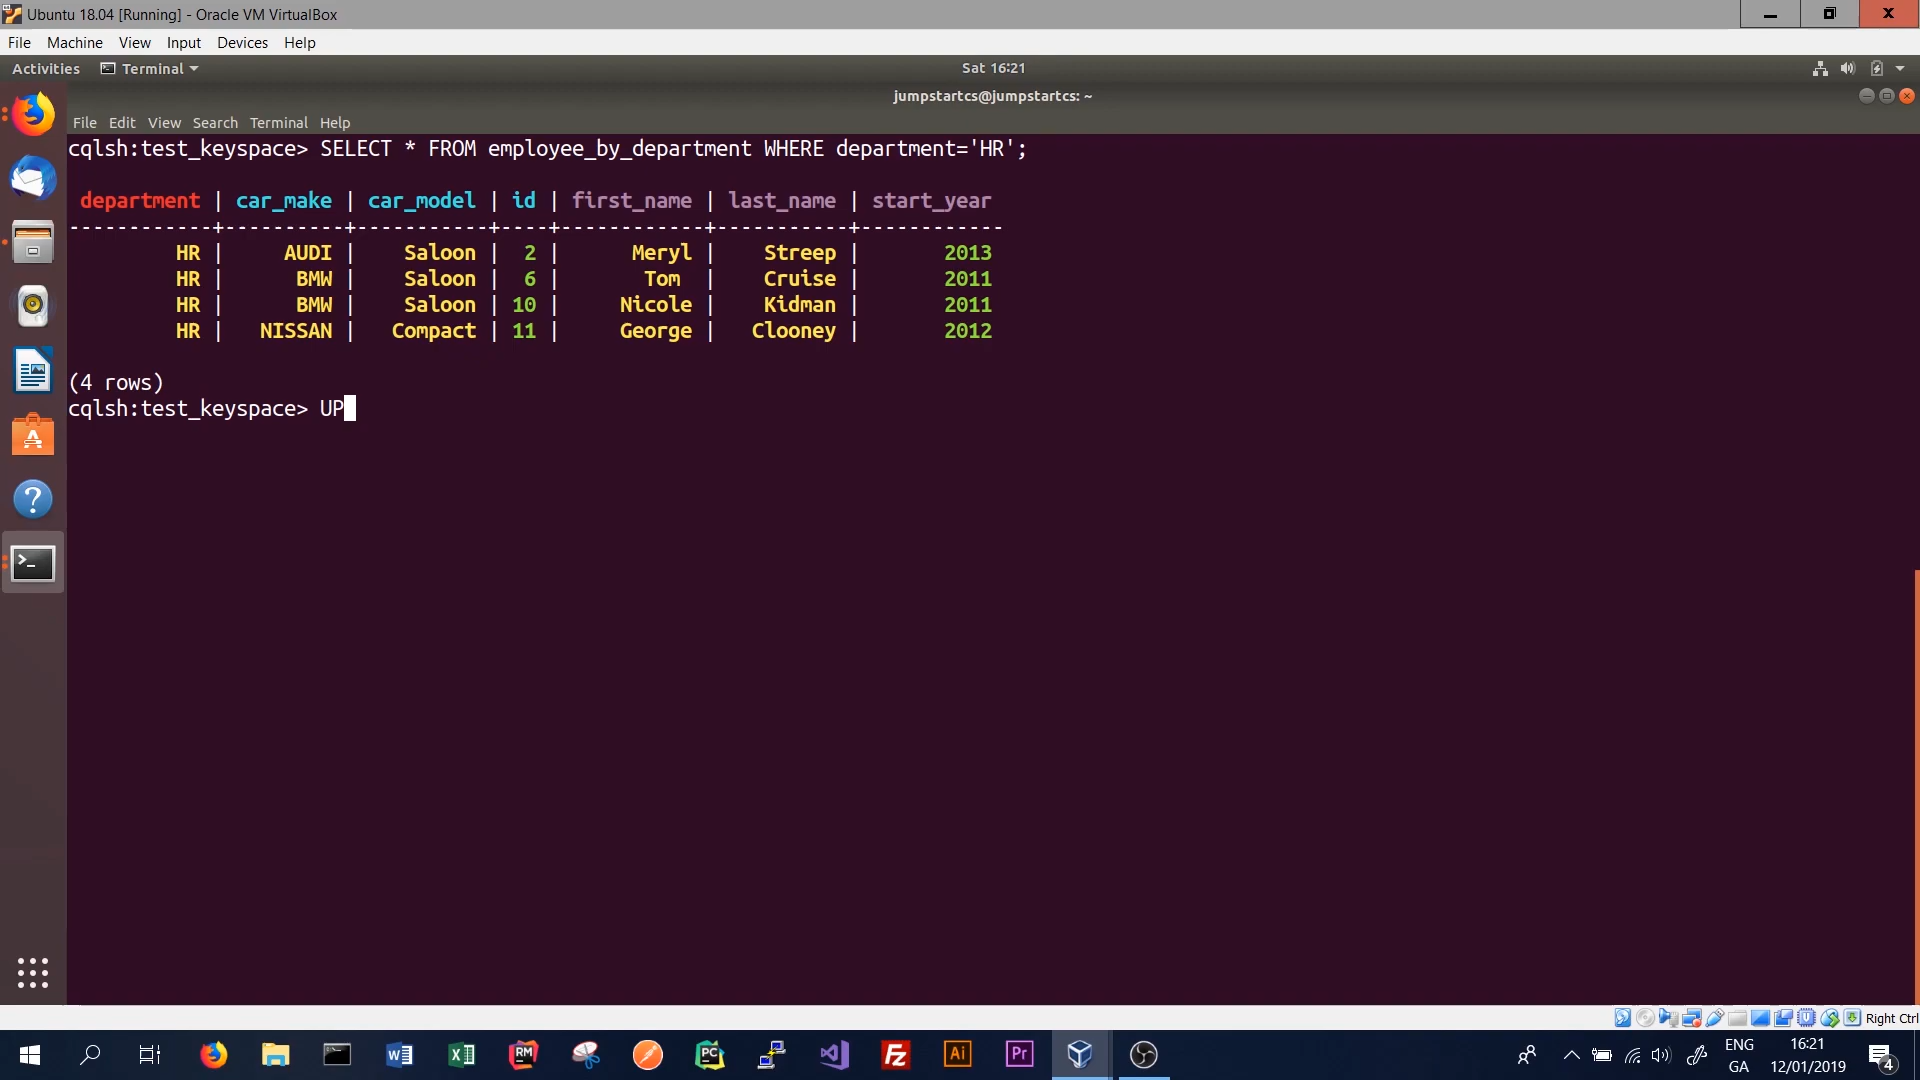 Ubuntu 18.04 [Running] - Oracle VM VirtualBox
File Machine View Input Devices Help
Activities Terminal Sat 16:21
jumpstartcs@jumpstartcs: ~
File Edit View Search Terminal Help
cqlsh:test_keyspace> SELECT * FROM employee_by_department WHERE department='HR';
department | car_make | car_model | id | first_name | last_name | start_year
------------+----------+-----------+----+------------+-----------+------------
HR | AUDI | Saloon | 2 | Meryl | Streep | 2013
HR | BMW | Saloon | 6 | Tom | Cruise | 2011
HR | BMW | Saloon | 10 | Nicole | Kidman | 2011
HR | NISSAN | Compact | 11 | George | Clooney | 2012
(4 rows)
cqlsh:test_keyspace> UP
Right Ctrl
ENG 16:21
GA 12/01/2019 4